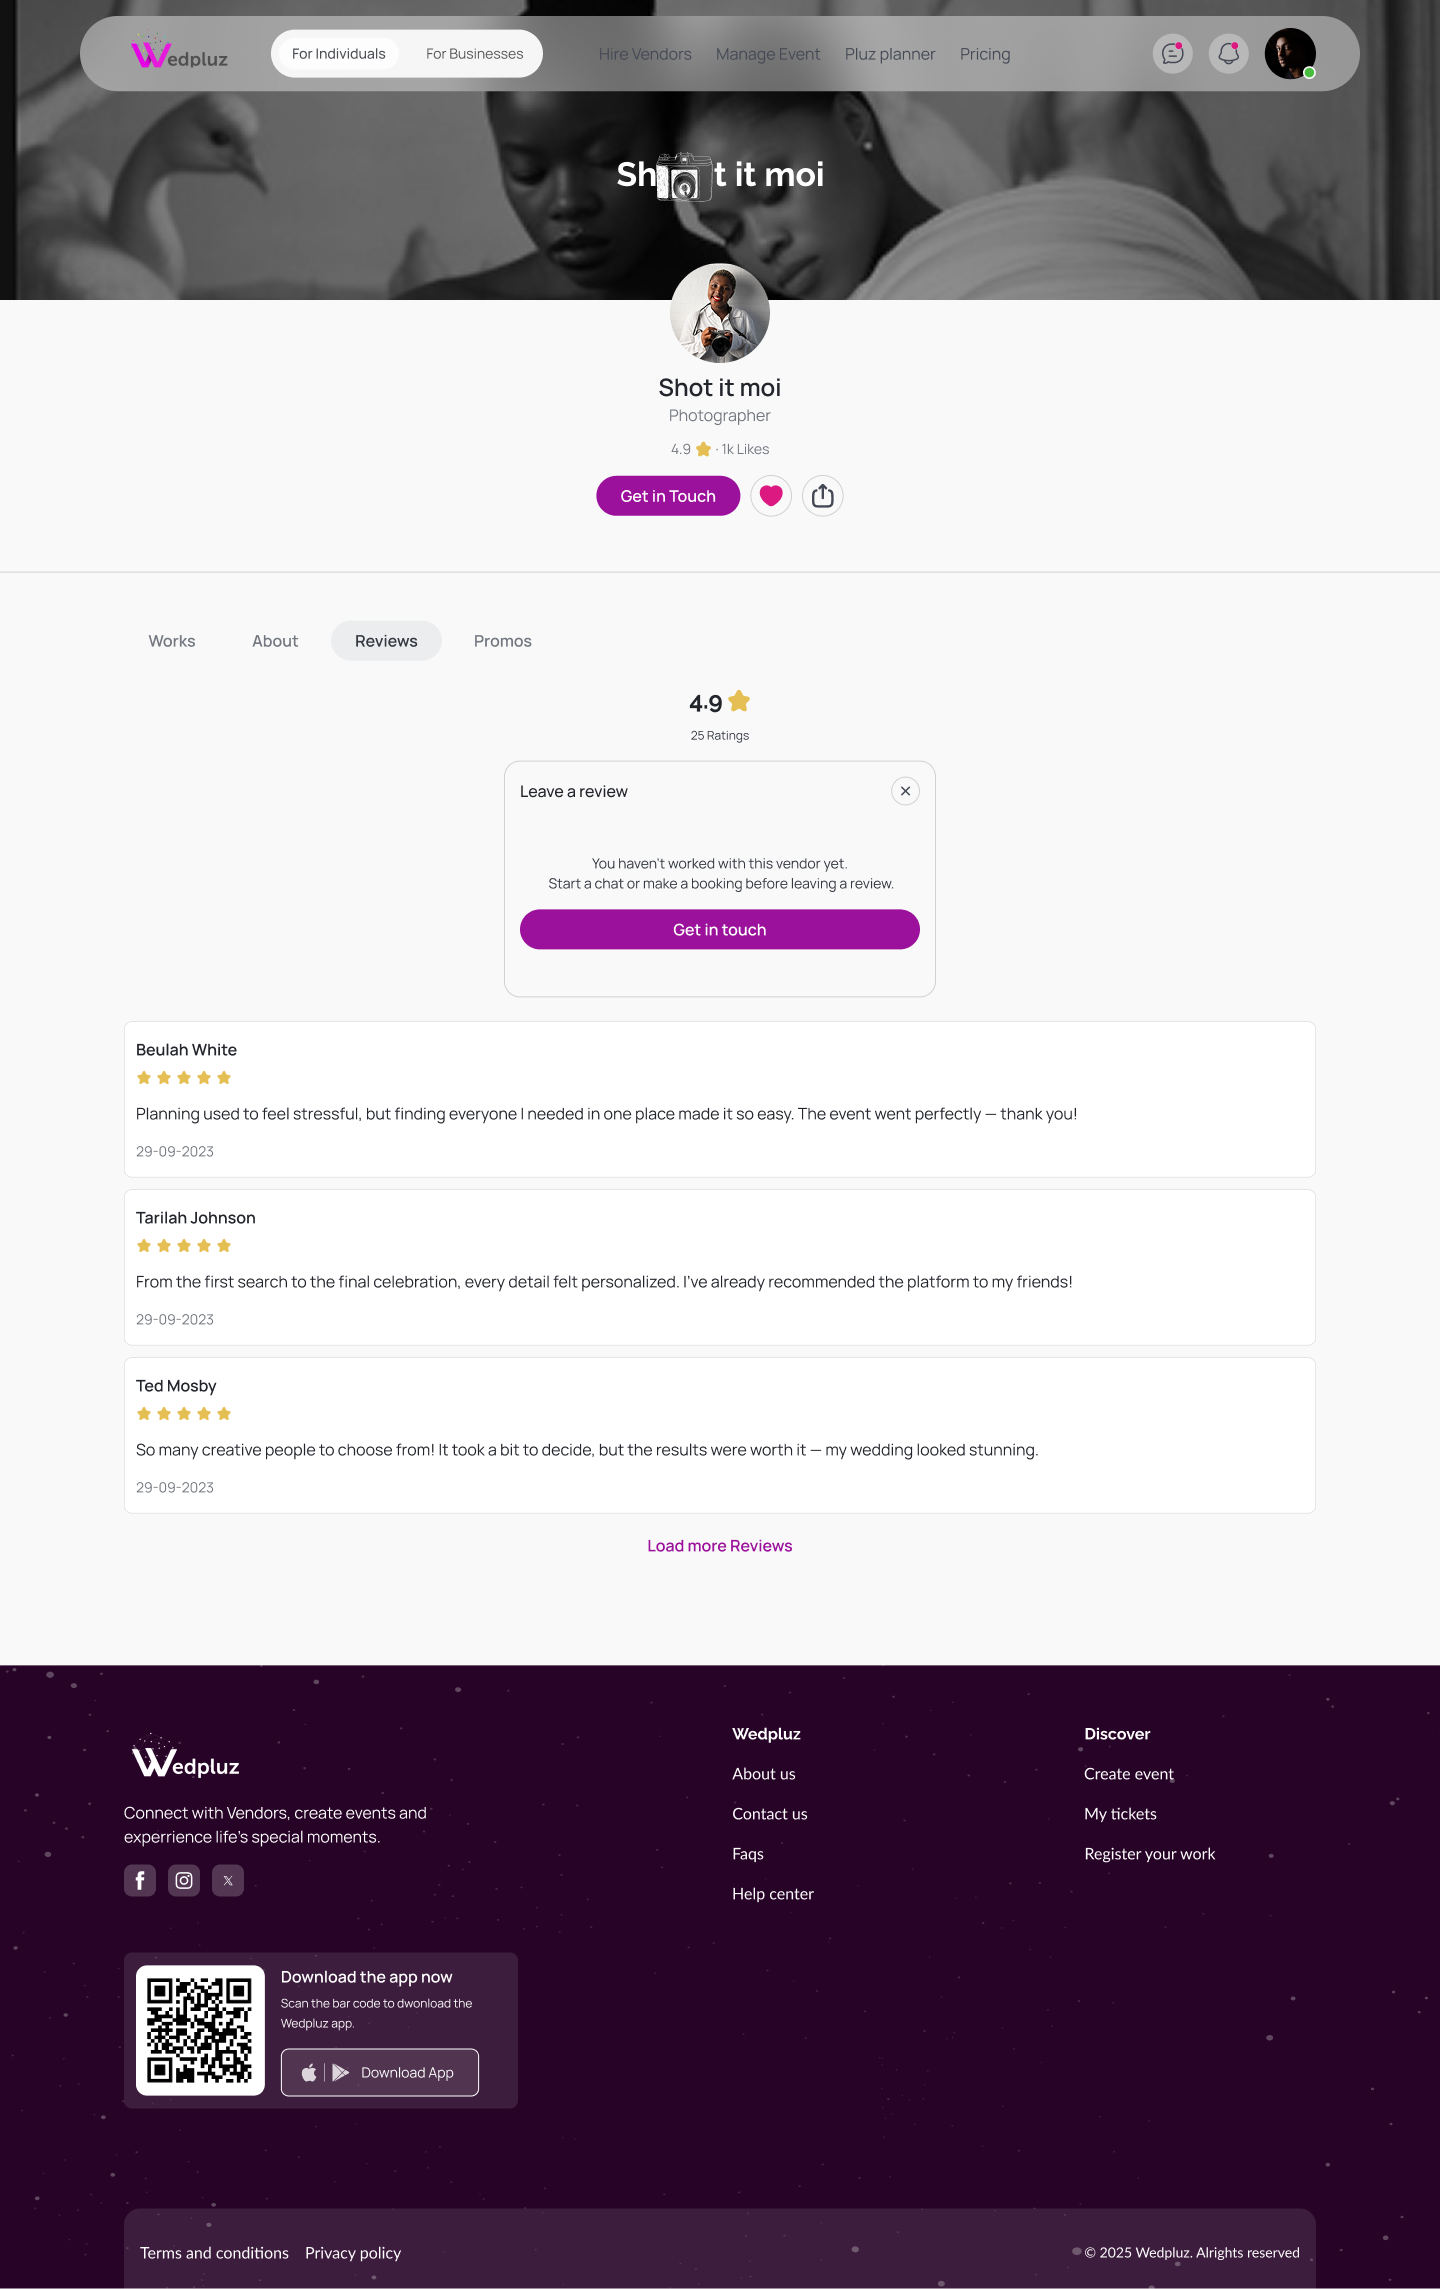 Wedpluz
For Individuals
For Businesses
Hire Vendors
Manage Event
Pluz planner
Pricing
Sh t it moi
Shot it moi
Photographer
4.9 · 1k Likes
Get in Touch
Works
About
Reviews
Promos
4.9
25 Ratings
Leave a review
You haven't worked with this vendor yet.
Start a chat or make a booking before leaving a review.
Get in touch
Beulah White
Planning used to feel stressful, but finding everyone I needed in one place made it so easy. The event went perfectly — thank you!
29-09-2023
Tarilah Johnson
From the first search to the final celebration, every detail felt personalized. I've already recommended the platform to my friends!
29-09-2023
Ted Mosby
So many creative people to choose from! It took a bit to decide, but the results were worth it — my wedding looked stunning.
29-09-2023
Load more Reviews
Wedpluz
Connect with Vendors, create events and
experrience life's special moments.
Download the app now
Scan the bar code to dwonload the
Wedpluz app.
Download App
Wedpluz
About us
Contact us
Faqs
Help center
Discover
Create event
My tickets
Register your work
Terms and conditions
Privacy policy
© 2025 Wedpluz. Alrights reserved